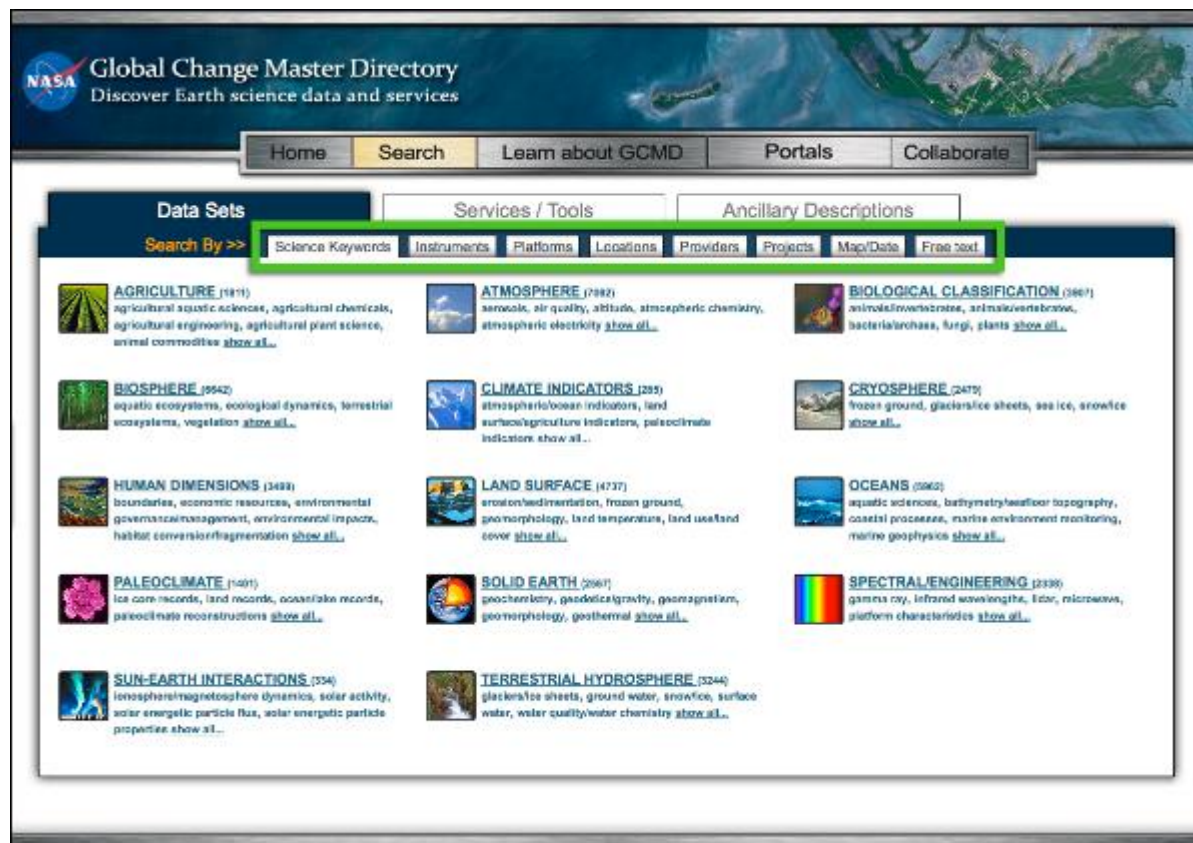 NASA
Global Change Master Directory
Discover Earth science data and services
Home Search Learn about GCMD Portals Collaborate
Data Sets Services / Tools Ancillary Descriptions
Search By >> Science Keywords Instruments Platforms Locations Providers Projects Map/Date Free text
AGRICULTURE (1811)
agricultural aquatic sciences, agricultural chemicals,
agricultural engineering, agricultural plant science,
animal commodities show all...
ATMOSPHERE (7082)
aerosols, air quality, altitude, atmospheric chemistry,
atmospheric electricity show all...
BIOLOGICAL CLASSIFICATION
animals/invertebrates, animals/vertebrates,
bacteria/archaea, fungi, plants show all...
BIOSPHERE
aquatic ecosystems, ecological dynamics, terrestrial
ecosystems, vegetation show all...
CLIMATE INDICATORS (285)
atmospheric/ocean indicators, land
surface/agriculture indicators, paleoclimate
indicators show all...
CRYOSPHERE (2479)
frozen ground, glaciers/ice sheets, sea ice, snow/ice
show all...
HUMAN DIMENSIONS
boundaries, economic resources, environmental
governance/management, environmental impacts,
habitat conversion/fragmentation show all...
LAND SURFACE (4737)
erosion/sedimentation, frozen ground,
geomorphology, land temperature, land use/land
cover show all...
OCEANS
aquatic sciences, bathymetry/seafloor topography,
coastal processes, marine environment monitoring,
marine geophysics show all...
PALEOCLIMATE (1401)
ice core records, land records, ocean/lake records,
paleoclimate reconstructions show all...
SOLID EARTH
geochemistry, geodetics/gravity, geomagnetism,
geomorphology, geothermal show all...
SPECTRAL/ENGINEERING (2338)
gamma ray, infrared wavelengths, lidar, microwave,
platform characteristics show all...
SUN-EARTH INTERACTIONS (334)
ionosphere/magnetosphere dynamics, solar activity,
solar energetic particle flux, solar energetic particle
properties show all...
TERRESTRIAL HYDROSPHERE (3244)
glaciers/ice sheets, ground water, snow/ice, surface
water, water quality/water chemistry show all...